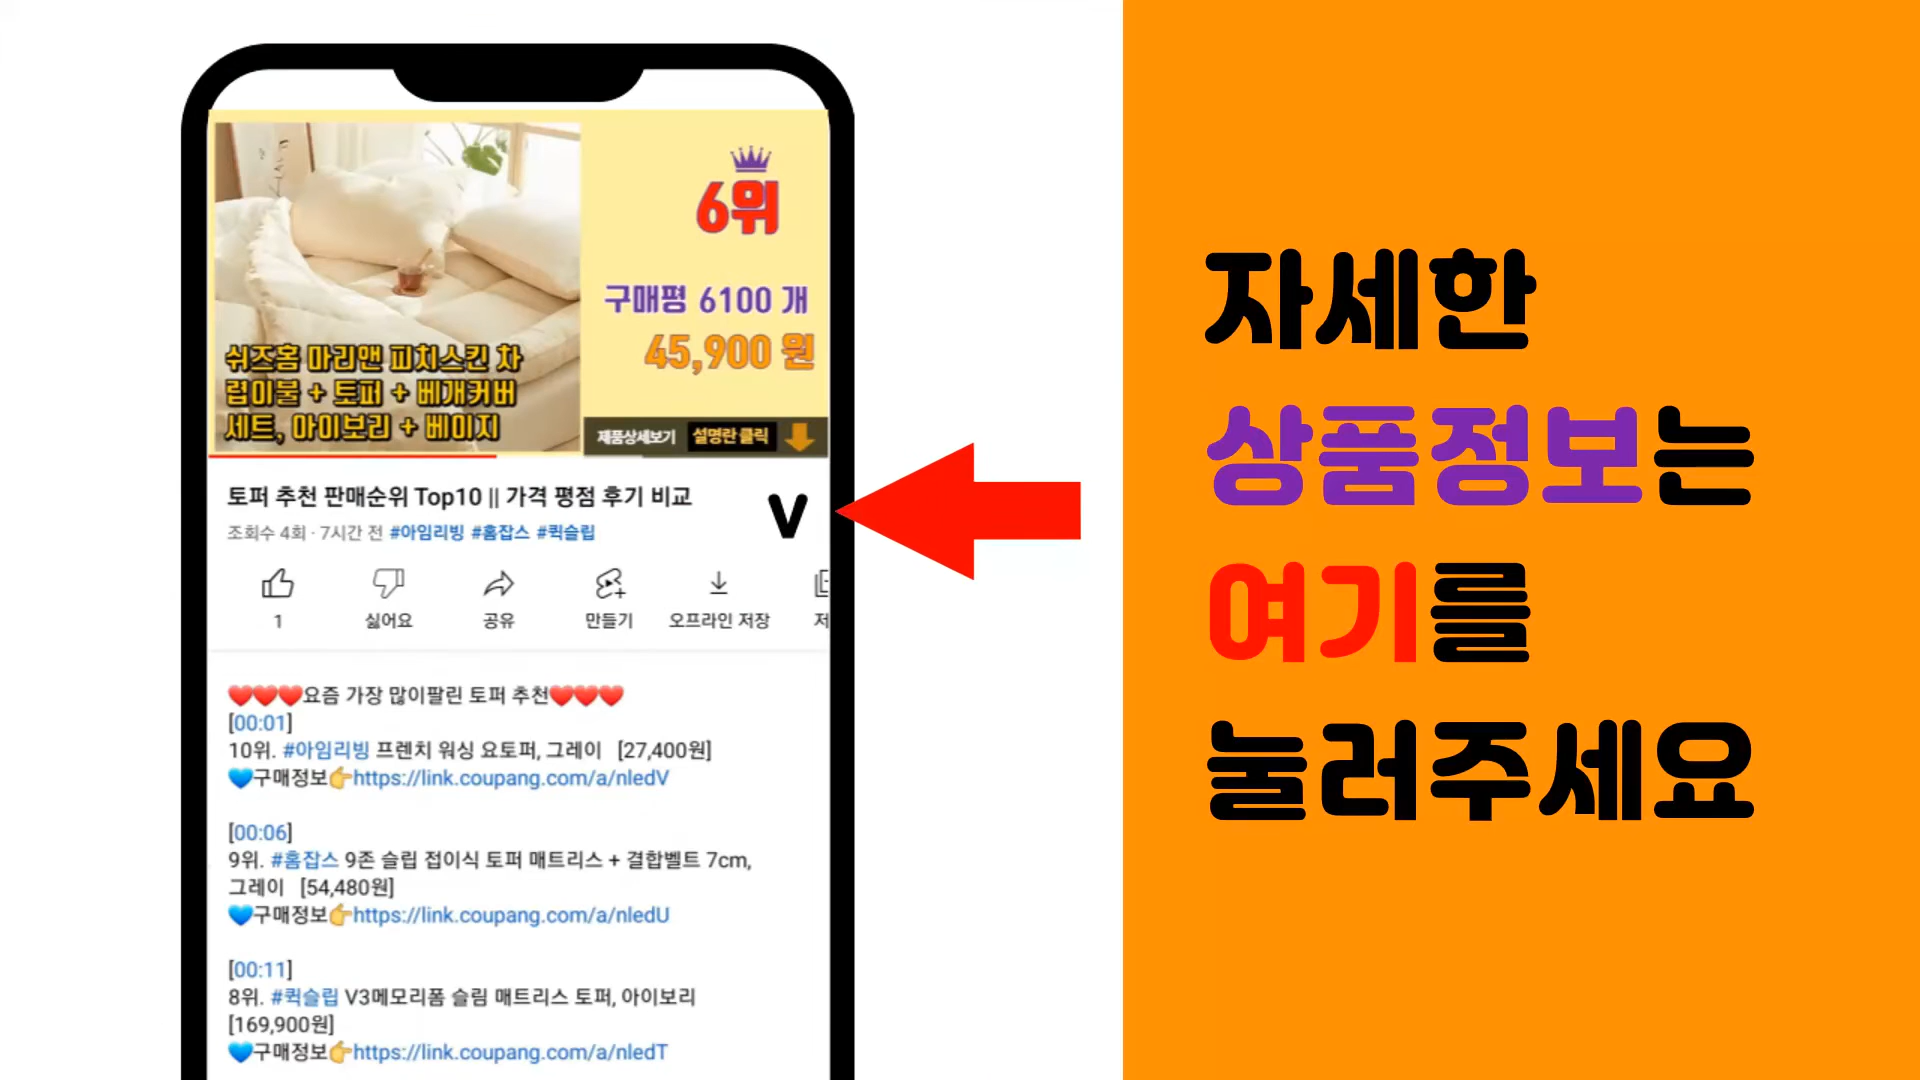 6위
구매평 6100 개
45,900 원
쉬즈홈 마리앤 피치스킨 차
렵이불 + 토퍼 + 베개커버
세트, 아이보리 + 베이지
제품상세보기 설명란 클릭
토퍼 추천 판매순위 Top10 || 가격 평점 후기 비교
V
조회수 4회 · 7시간 전 #아임리빙 #홈잡스 #퀵슬립
1 싫어요 공유 만들기 오프라인 저장 저
❤️❤️❤️요즘 가장 많이팔린 토퍼 추천❤️❤️❤️
[00:01]
10위. #아임리빙 프렌치 워싱 요토퍼, 그레이 [27,400원]
💙구매정보👉https://link.coupang.com/a/nledV
[00:06]
9위. #홈잡스 9존 슬립 접이식 토퍼 매트리스 + 결합벨트 7cm,
그레이 [54,480원]
💙구매정보👉https://link.coupang.com/a/nledU
[00:11]
8위. #퀵슬립 V3메모리폼 슬림 매트리스 토퍼, 아이보리
[169,900원]
💙구매정보👉https://link.coupang.com/a/nledT
자세한
상품정보는
여기를
눌러주세요